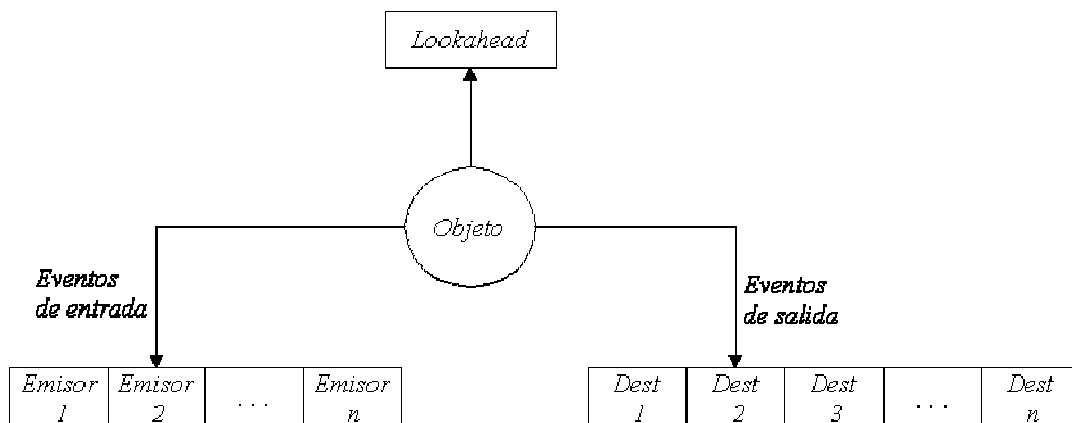 Lookahead
Objeto
Eventos
de entrada
Eventos
de salida
Emisor
1
Emisor
2
. . .
Emisor
n
Dest
1
Dest
2
Dest
3
. . .
Dest
n